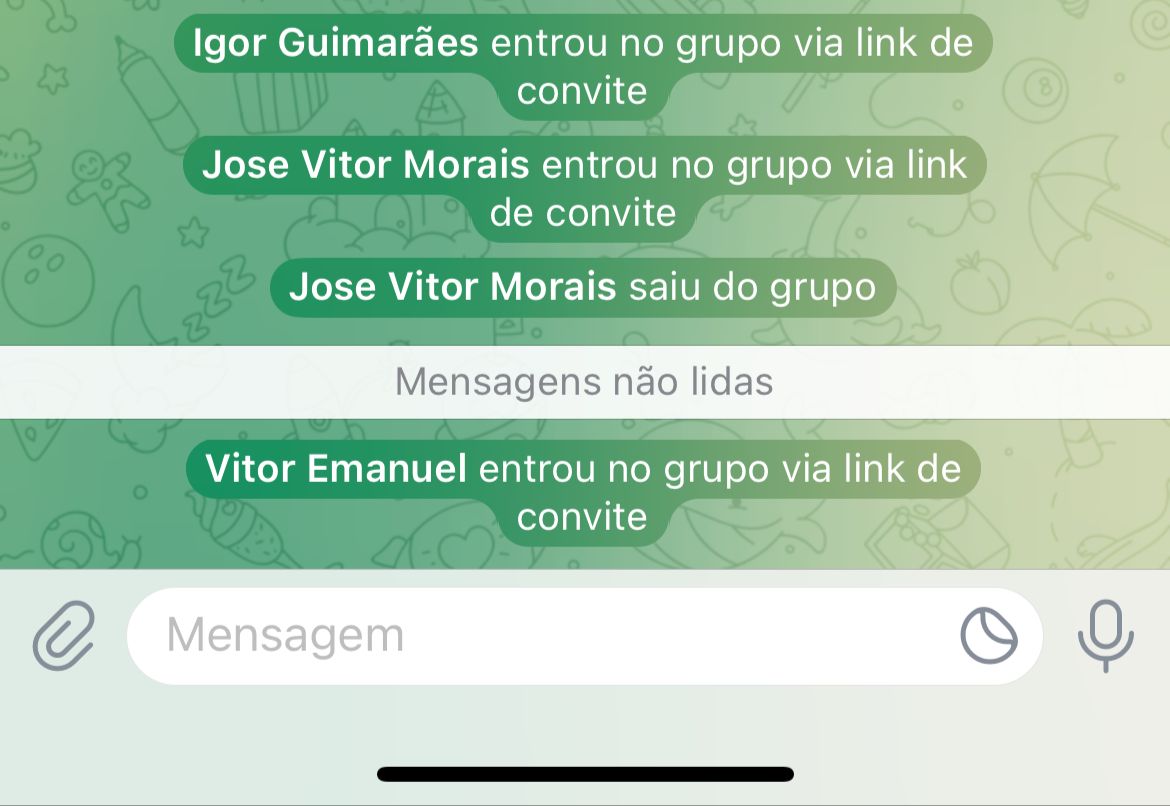 Igor Guimarães entrou no grupo via link de
convite
Jose Vitor Morais entrou no grupo via link
de convite
Jose Vitor Morais saiu do grupo
Mensagens não lidas
Vitor Emanuel entrou no grupo via link de
convite
Mensagem